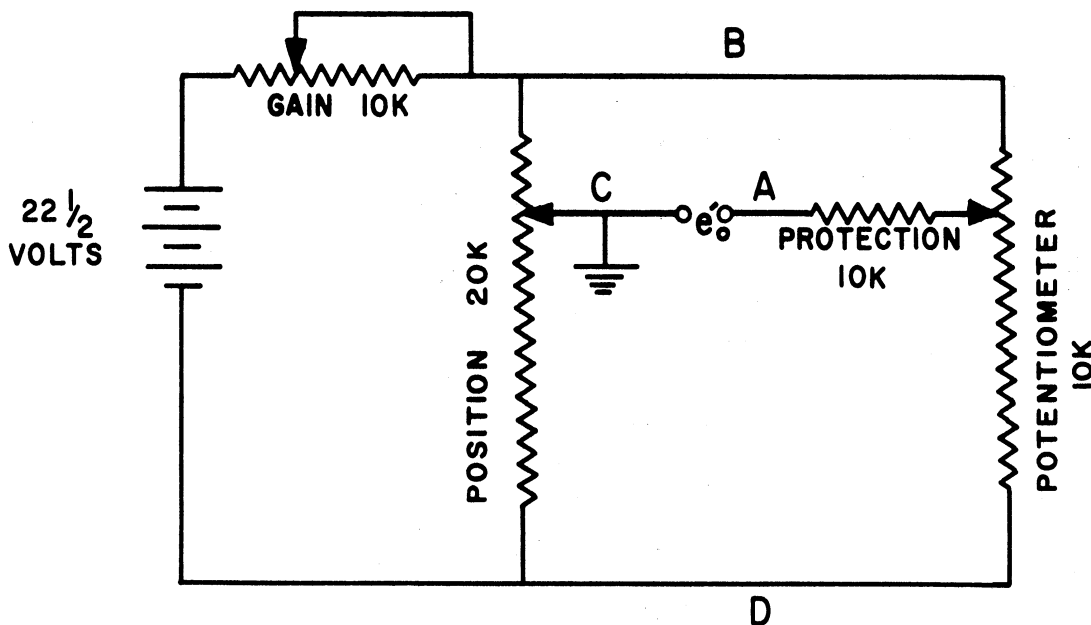 B
GAIN 10K
22 1/2
VOLTS
C
e'o
A
PROTECTION
10K
POSITION 20K
POTENTIOMETER
10K
D